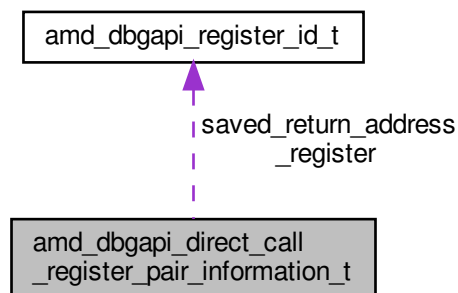 amd_dbgapi_register_id_t
saved_return_address
_register
amd_dbgapi_direct_call
_register_pair_information_t